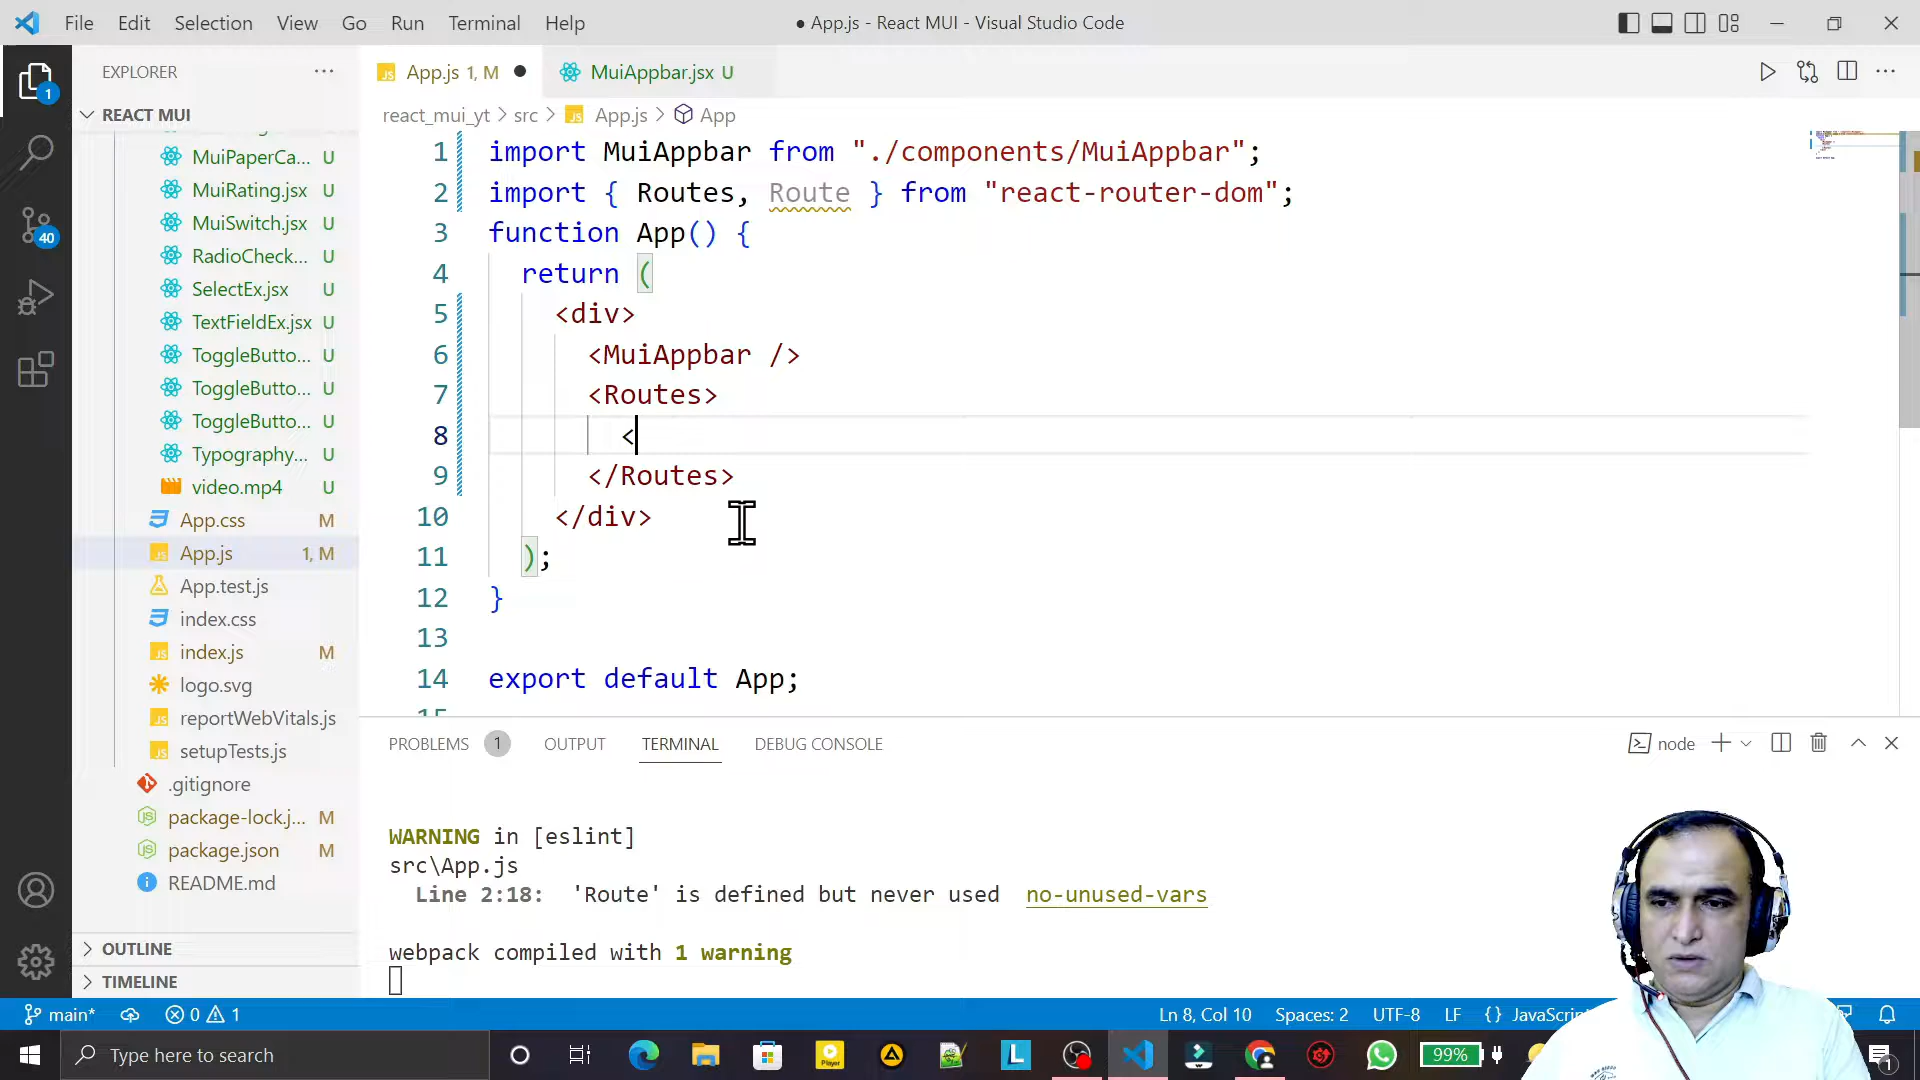 File Edit Selection View Go Run Terminal Help
● App.js - React MUI - Visual Studio Code
EXPLORER
App.js 1, M
MuiAppbar.jsx U
REACT MUI
react_mui_yt > src > App.js > App
MuiPaperCa... U
MuiRating.jsx U
MuiSwitch.jsx U
RadioCheck... U
SelectEx.jsx U
TextFieldEx.jsx U
ToggleButto... U
ToggleButto... U
ToggleButto... U
Typography... U
video.mp4 U
App.css M
App.js 1, M
App.test.js
index.css
index.js M
logo.svg
reportWebVitals.js
setupTests.js
.gitignore
package-lock.j... M
package.json M
README.md
OUTLINE
TIMELINE
1 import MuiAppbar from "./components/MuiAppbar";
2 import { Routes, Route } from "react-router-dom";
3 function App() {
4 return (
5 <div>
6 <MuiAppbar />
7 <Routes>
8 <
9 </Routes>
10 </div>
11 );
12 }
13
14 export default App;
15
PROBLEMS 1 OUTPUT TERMINAL DEBUG CONSOLE
node
WARNING in [eslint]
src\App.js
Line 2:18: 'Route' is defined but never used no-unused-vars
webpack compiled with 1 warning
1
40
main* 0 1
Ln 8, Col 10 Spaces: 2 UTF-8 LF {}
Type here to search
Player
L
99%
1